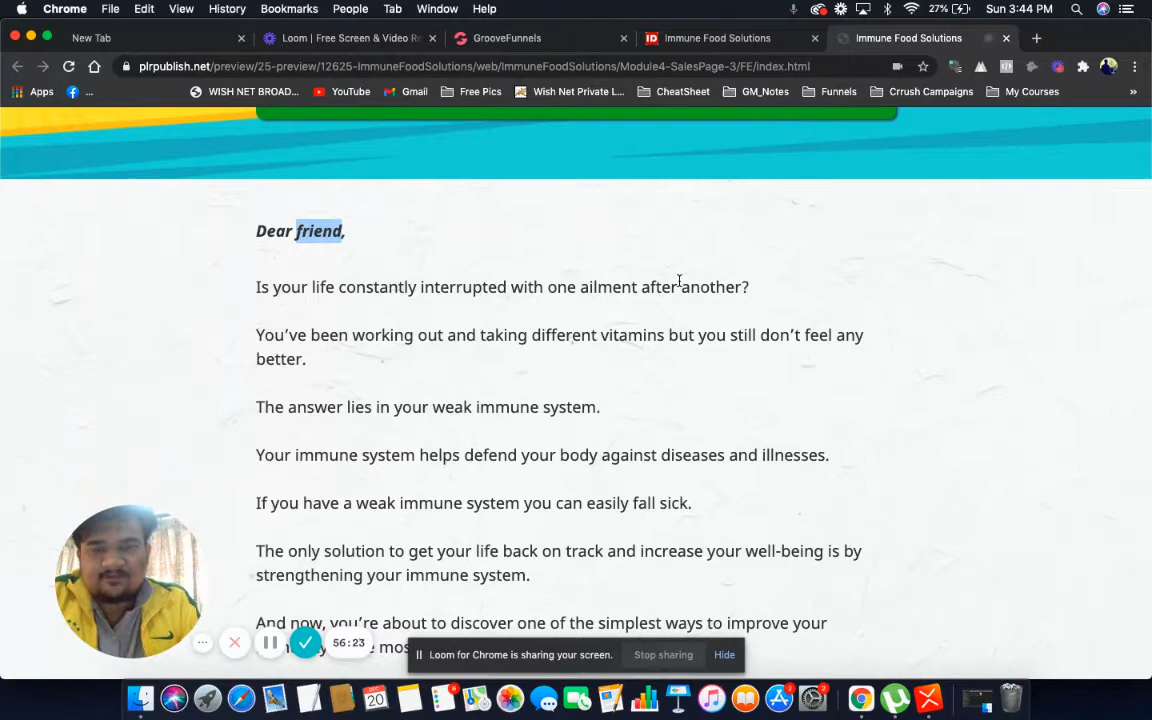 Chrome File Edit View History Bookmarks People Tab Window Help 27% Sun 3:44 PM
New Tab Loom | Free Screen & Video Re GrooveFunnels Immune Food Solutions Immune Food Solutions
plrpublish.net/preview/25-preview/12625-ImmuneFoodSolutions/web/ImmuneFoodSolutions/Module4-SalesPage-3/FE/index.html
Apps ... WISH NET BROAD... YouTube Gmail Free Pics Wish Net Private L... CheatSheet GM_Notes Funnels Crrush Campaigns My Courses »
Dear friend,
Is your life constantly interrupted with one ailment after another?
You’ve been working out and taking different vitamins but you still don’t feel any
better.
The answer lies in your weak immune system.
Your immune system helps defend your body against diseases and illnesses.
If you have a weak immune system you can easily fall sick.
The only solution to get your life back on track and increase your well-being is by
strengthening your immune system.
And now, you’re about to discover one of the simplest ways to improve your
56:23
Loom for Chrome is sharing your screen. Stop sharing Hide
DEC
20